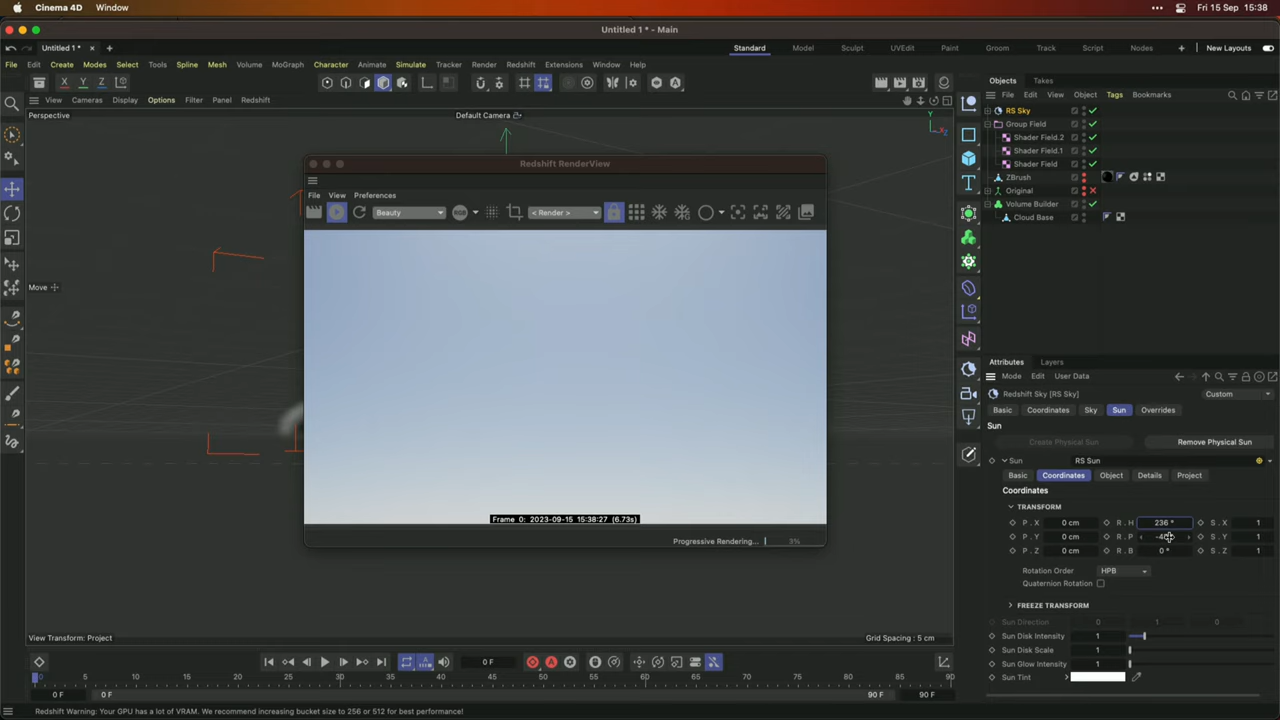 Cinema 4D Window Fri 15 Sep 15:38
Untitled 1 * - Main
Untitled 1 * Standard Model Sculpt UVEdit Paint Groom Track Script Nodes New Layouts
File Edit Create Modes Select Tools Spline Mesh Volume MoGraph Character Animate Simulate Tracker Render Redshift Extensions Window Help
X Y Z
Objects Takes
View Cameras Display Options Filter Panel Redshift
File Edit View Object Tags Bookmarks
Perspective
Default Camera
RS Sky
Group Field
Shader Field.2
Shader Field.1
Shader Field
ZBrush
Original
Volume Builder
Cloud Base
Redshift RenderView
File View Preferences
Beauty RGB < Render >
Move
Frame 0: 2023-09-15 15:38:27 (6.73s)
Progressive Rendering... 3%
Attributes Layers
Mode Edit User Data
Redshift Sky [RS Sky] Custom
Basic Coordinates Sky Sun Overrides
Sun
Create Physical Sun Remove Physical Sun
Sun RS Sun
Basic Coordinates Object Details Project
Coordinates
TRANSFORM
P . X 0 cm R . H 236 ° S . X 1
P . Y 0 cm R . P S . Y 1
P . Z 0 cm R . B 0 ° S . Z 1
Rotation Order HPB
Quaternion Rotation
FREEZE TRANSFORM
Sun Direction 0 1 0
Sun Disk Intensity 1
Sun Disk Scale 1
Sun Glow Intensity 1
Sun Tint
View Transform: Project Grid Spacing : 5 cm
0 F
0 5 10 15 20 25 30 35 40 45 50 55 60 65 70 75 80 85 90
0 F 0 F 90 F 90 F
Redshift Warning: Your GPU has a lot of VRAM. We recommend increasing bucket size to 256 or 512 for best performance!